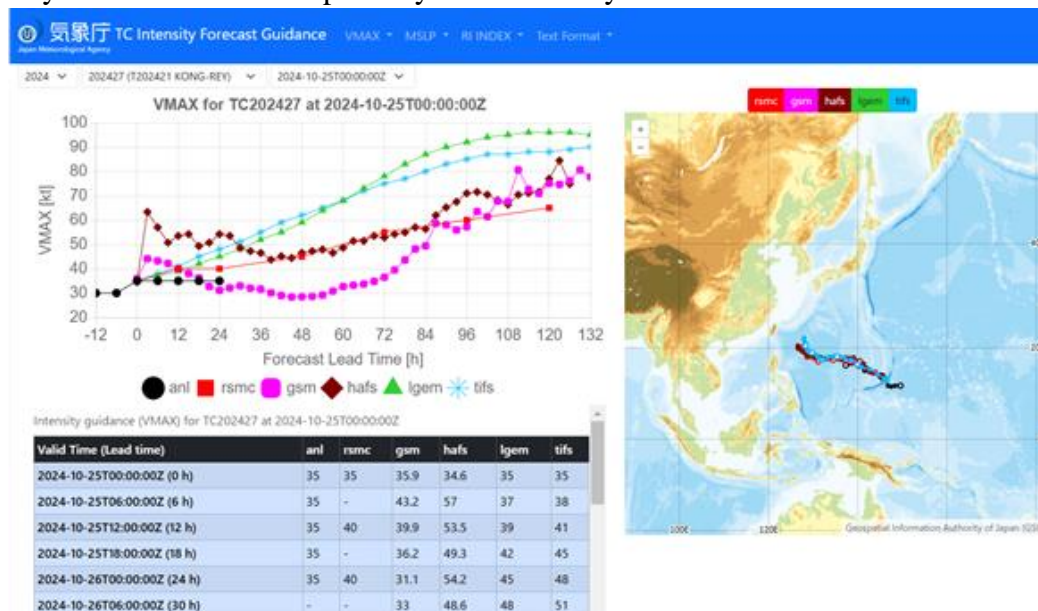 気象庁 TC Intensity Forecast Guidance VMAX MSLP RI INDEX Text Format
Japan Meteorological Agency
2024 202427 (T202421 KONG-REY) 2024-10-25T00:00:00Z
VMAX for TC202427 at 2024-10-25T00:00:00Z
rsmc gsm hafs lgem tifs
+
−
100
90
80
70
60
50
40
30
20
VMAX [kt]
-12 0 12 24 36 48 60 72 84 96 108 120 132
Forecast Lead Time [h]
anl rsmc gsm hafs lgem tifs
Intensity guidance (VMAX) for TC202427 at 2024-10-25T00:00:00Z
Valid Time (Lead time) anl rsmc gsm hafs lgem tifs
2024-10-25T00:00:00Z (0 h) 35 35 35.9 34.6 35 35
2024-10-25T06:00:00Z (6 h) 35 - 43.2 57 37 38
2024-10-25T12:00:00Z (12 h) 35 40 39.9 53.5 39 41
2024-10-25T18:00:00Z (18 h) 35 - 36.2 49.3 42 45
2024-10-26T00:00:00Z (24 h) 35 40 31.1 54.2 45 48
2024-10-26T06:00:00Z (30 h) - - 33 48.6 48 51
100E 120E
Geospatial Information Authority of Japan (GSI